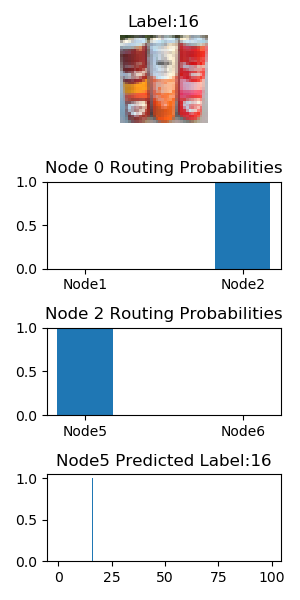 Label:16
Node 0 Routing Probabilities
1.0
0.5
0.0
Node1 Node2
Node 2 Routing Probabilities
1.0
0.5
0.0
Node5 Node6
Node5 Predicted Label:16
1.0
0.5
0.0
0 25 50 75 100